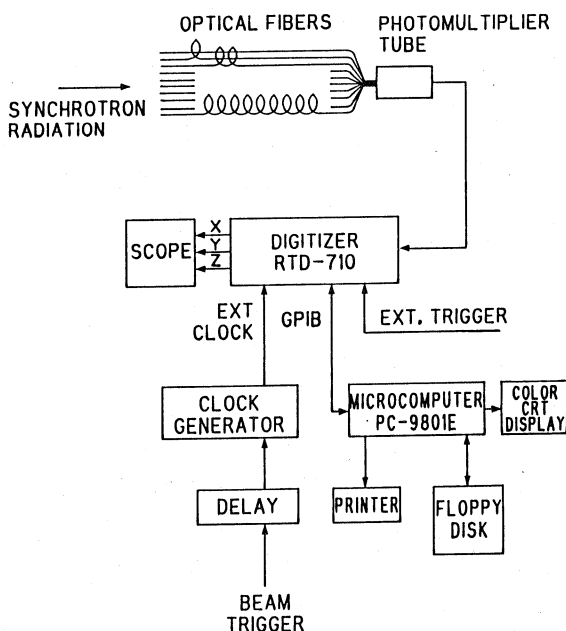 OPTICAL FIBERS
PHOTOMULTIPLIER
TUBE
SYNCHROTRON
RADIATION
SCOPE
X
Y
Z
DIGITIZER
RTD-710
EXT
CLOCK
GPIB
EXT. TRIGGER
CLOCK
GENERATOR
MICROCOMPUTER
PC-9801E
COLOR
CRT
DISPLAY
DELAY
PRINTER
FLOPPY
DISK
BEAM
TRIGGER